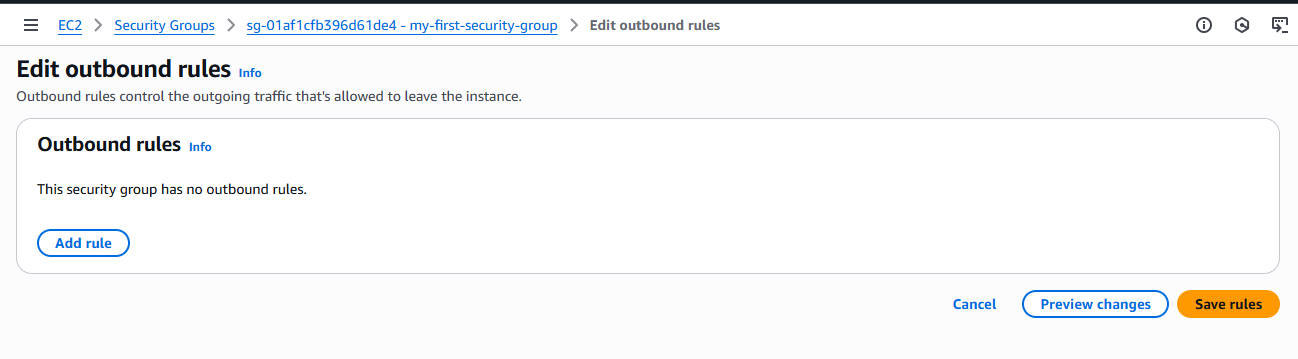 EC2 > Security Groups > sg-01af1cfb396d61de4 - my-first-security-group > Edit outbound rules
Edit outbound rules Info
Outbound rules control the outgoing traffic that's allowed to leave the instance.
Outbound rules Info
This security group has no outbound rules.
Add rule
Cancel Preview changes Save rules